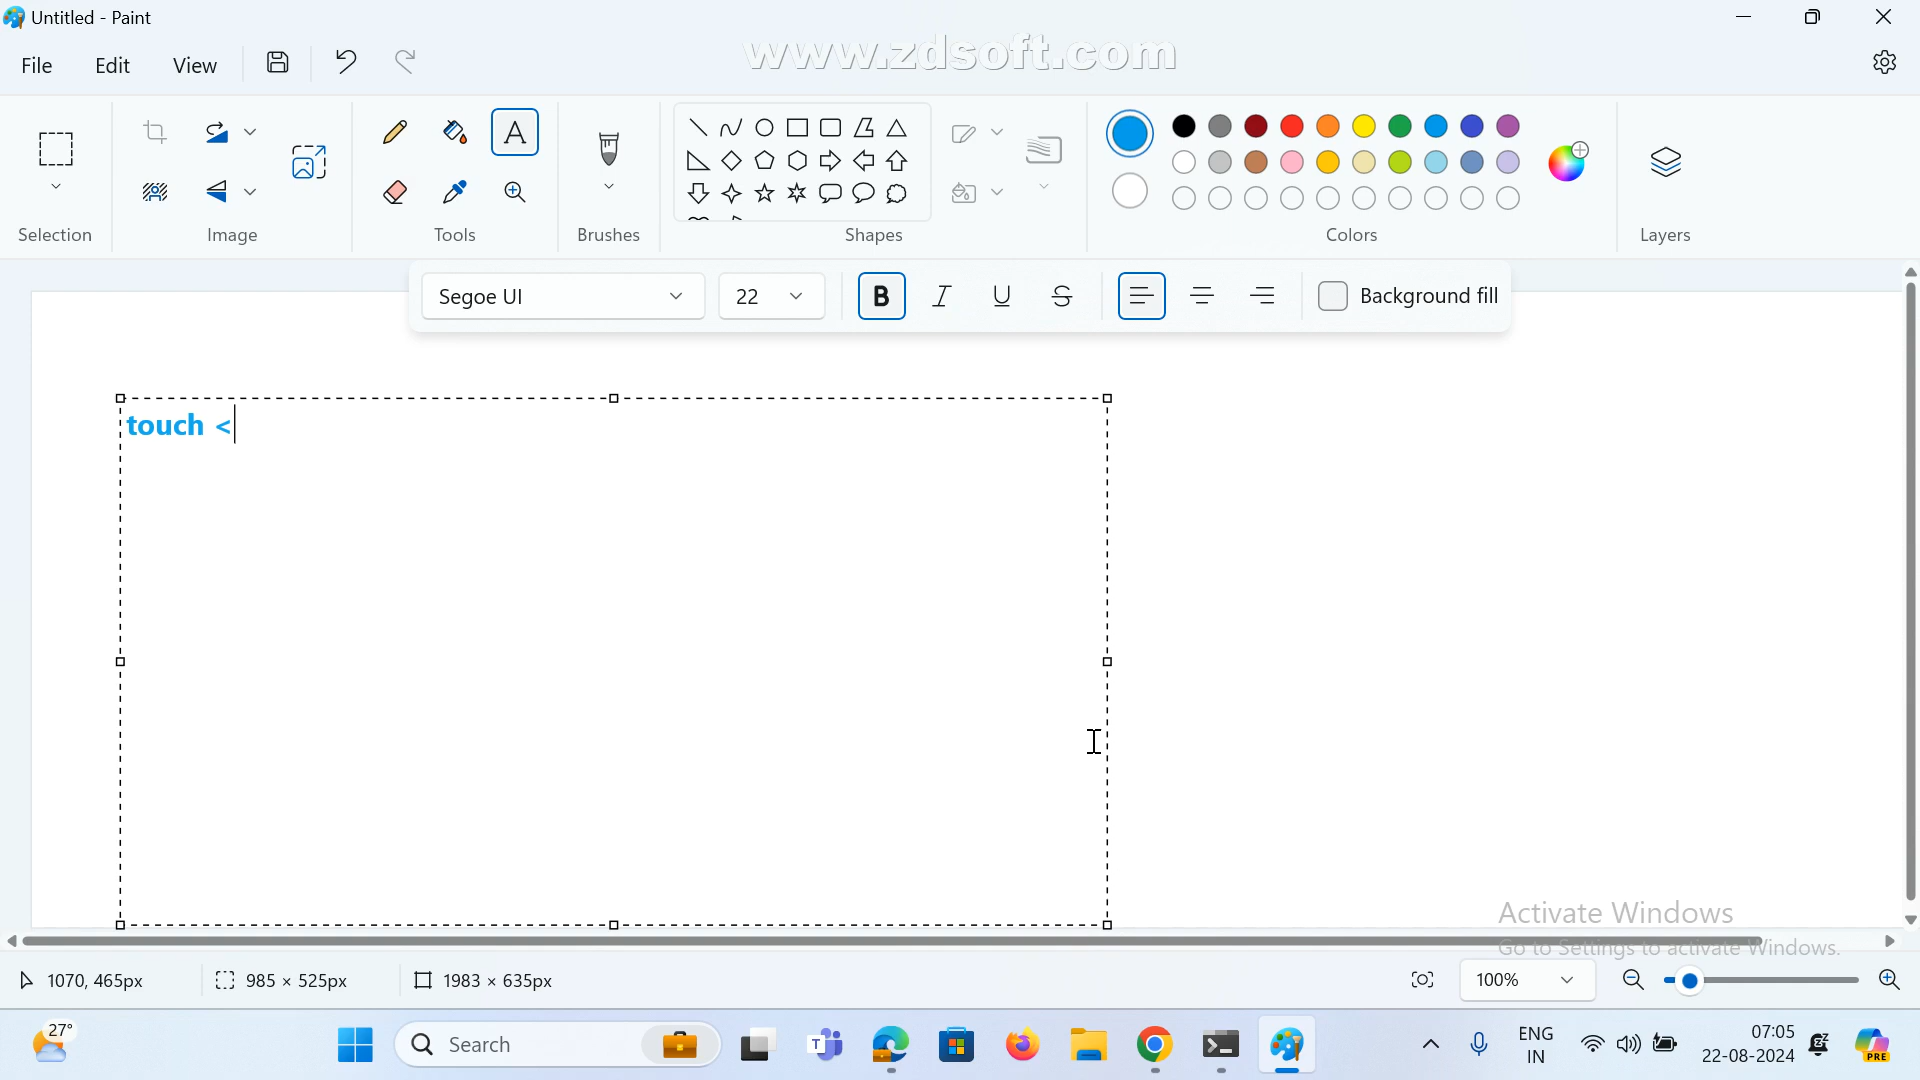 Untitled - Paint
www.zdsoft.com
File Edit View
A
Selection Image Tools Brushes Shapes Colors Layers
Segoe UI 22 B I U S Background fill
touch <
Activate Windows
Go to Settings to activate Windows.
1070, 465px 985 × 525px 1983 × 635px 100%
27° Search T ENG 07:05
IN 22-08-2024 PRE